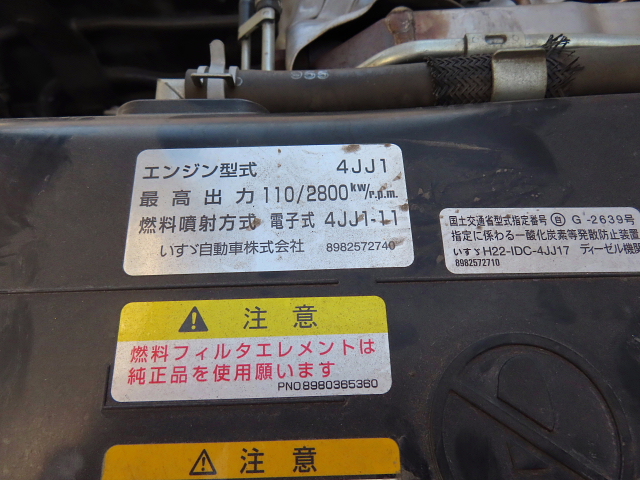 955
エンジン型式 4JJ1
最高出力 110/2800kW/r.p.m.
燃料噴射方式 電子式 4JJ1-11
いすゞ自動車株式会社 8982572740
国土交通省型式指定番号 自 G-2639号
指定に係わる一酸化炭素等発散防止装置
いすゞH22-IDC-4JJ17 ディーゼル機関
8982572710
注意
燃料フィルタエレメントは
純正品を使用願います
PNO8980365360
注意